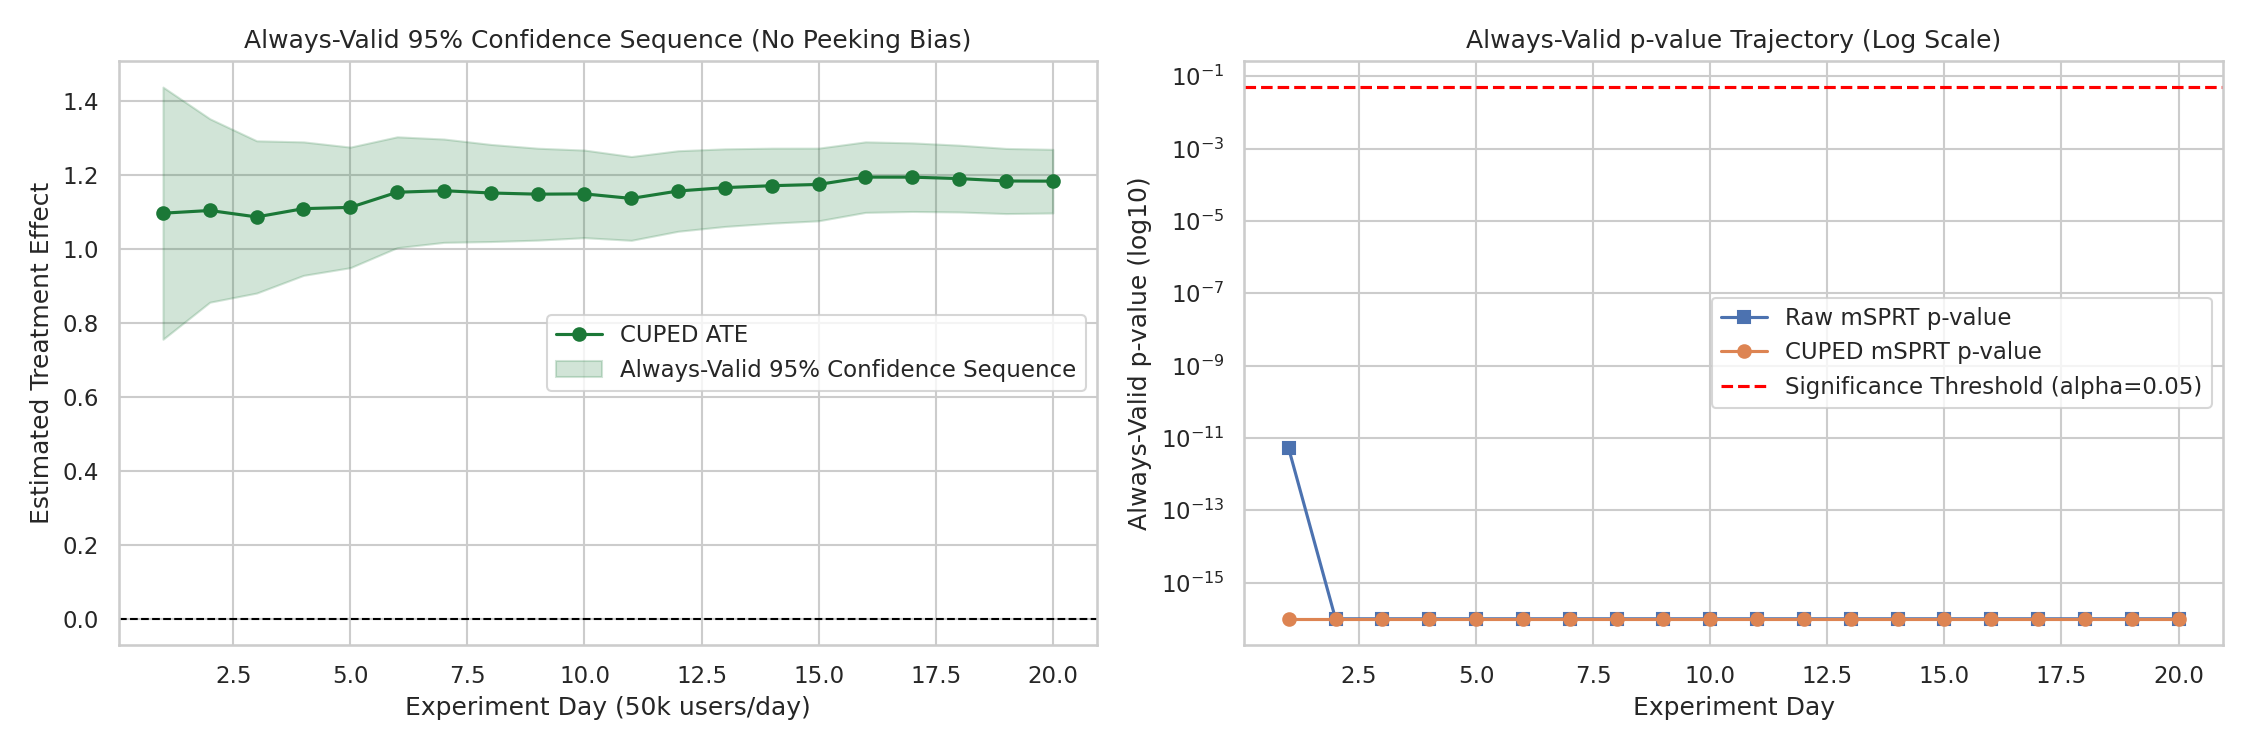 Always-Valid 95% Confidence Sequence (No Peeking Bias)
Estimated Treatment Effect
1.4
1.2
1.0
0.8
0.6
0.4
0.2
0.0
CUPED ATE
Always-Valid 95% Confidence Sequence
2.5 5.0 7.5 10.0 12.5 15.0 17.5 20.0
Experiment Day (50k users/day)
Always-Valid p-value Trajectory (Log Scale)
Always-Valid p-value (log10)
10⁻¹
10⁻³
10⁻⁵
10⁻⁷
10⁻⁹
10⁻¹¹
10⁻¹³
10⁻¹⁵
Raw mSPRT p-value
CUPED mSPRT p-value
Significance Threshold (alpha=0.05)
2.5 5.0 7.5 10.0 12.5 15.0 17.5 20.0
Experiment Day